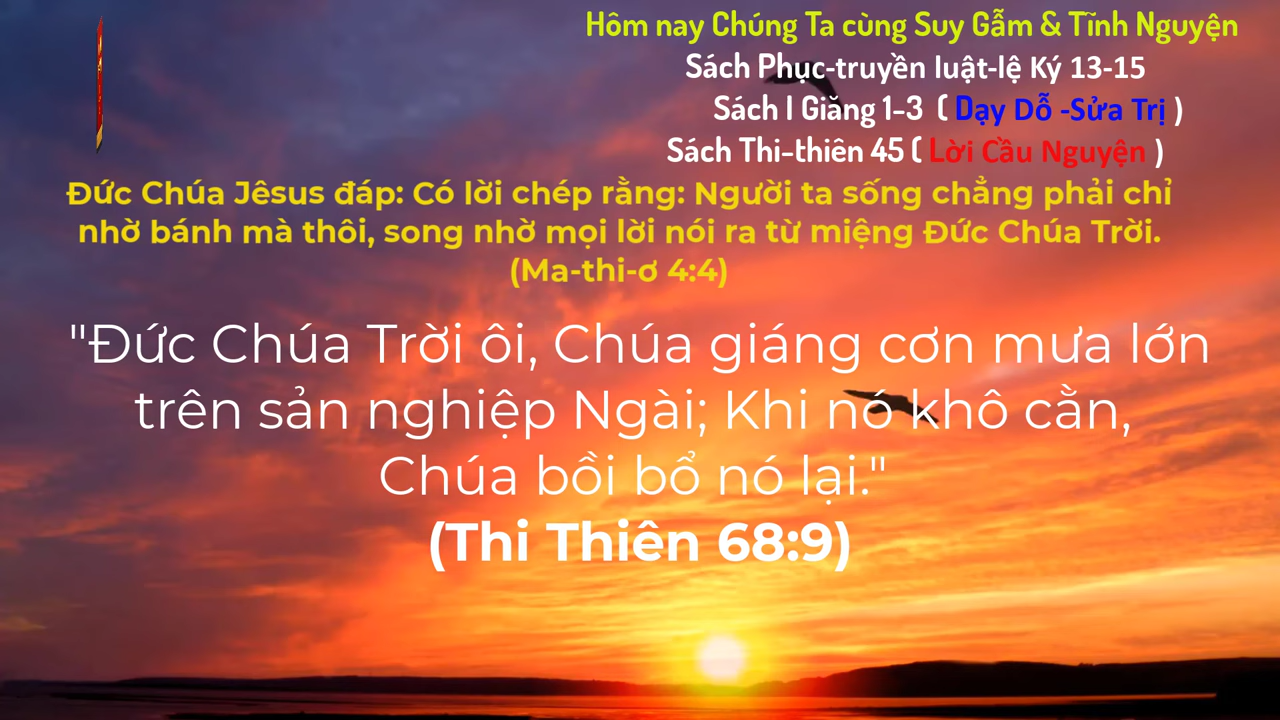 Hôm nay Chúng Ta cùng Suy Gẫm & Tĩnh Nguyện
Sách Phục-truyền luật-lệ Ký 13-15
Sách I Giăng 1-3 ( Dạy Dỗ -Sửa Trị )
Sách Thi-thiên 45 ( Lời Cầu Nguyện )
Đức Chúa Jêsus đáp: Có lời chép rằng: Người ta sống chẳng phải chỉ
nhờ bánh mà thôi, song nhờ mọi lời nói ra từ miệng Đức Chúa Trời.
(Ma-thi-ơ 4:4)
"Đức Chúa Trời ôi, Chúa giáng cơn mưa lớn
trên sản nghiệp Ngài; Khi nó khô cằn,
Chúa bồi bổ nó lại."
(Thi Thiên 68:9)